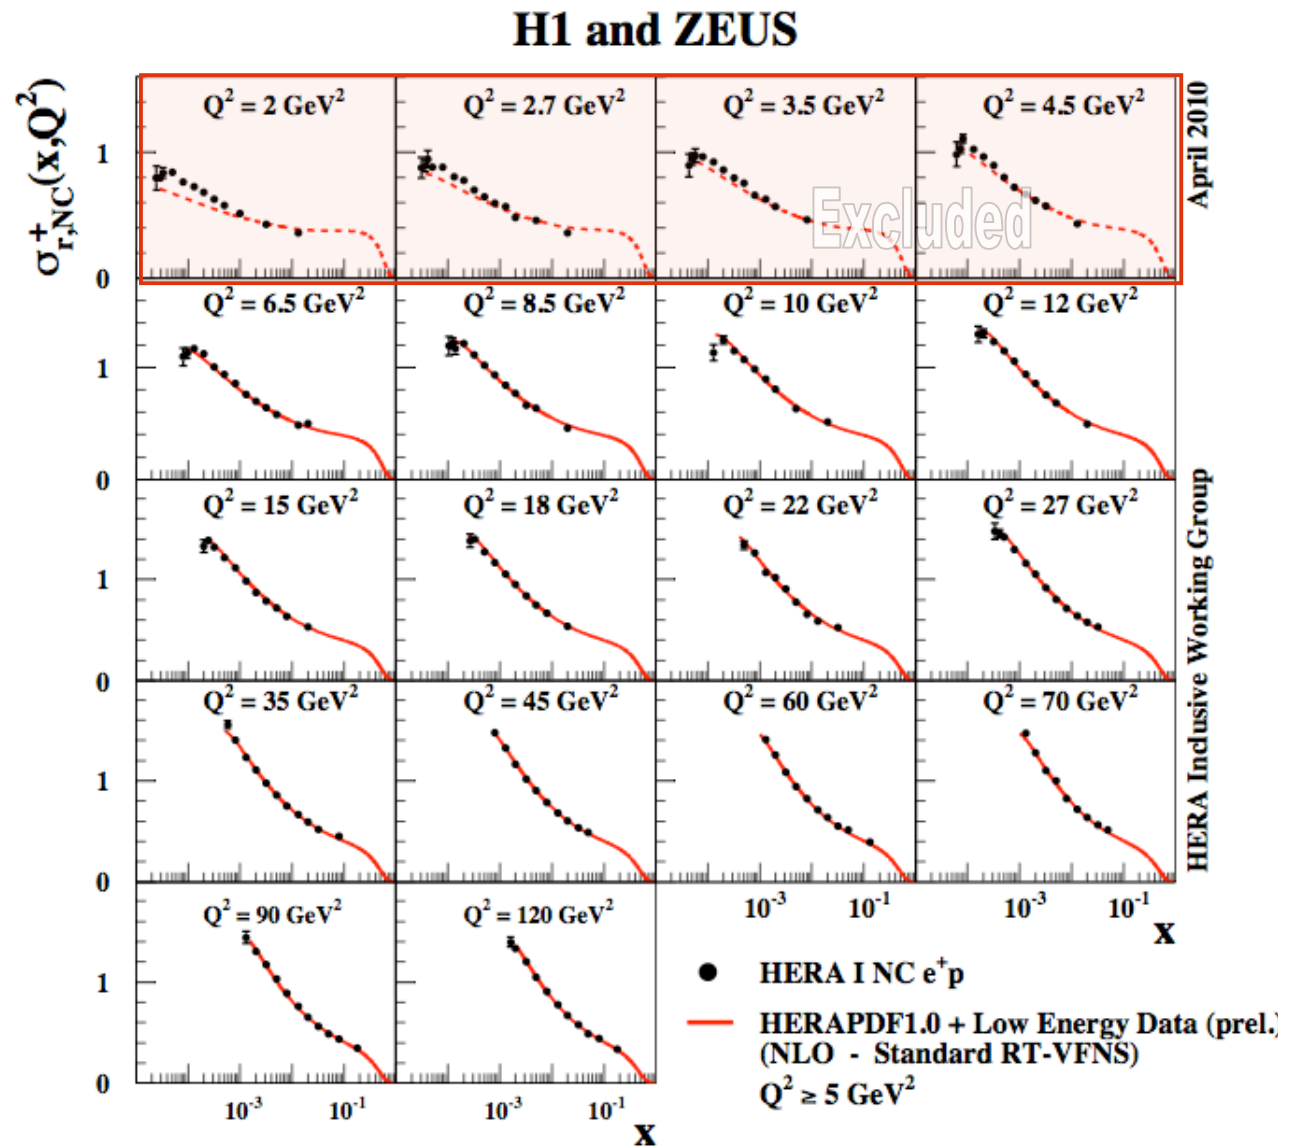 H1 and ZEUS
σ⁺r,NC(x,Q²)
April 2010
Q² = 2 GeV²
Q² = 2.7 GeV²
Q² = 3.5 GeV²
Q² = 4.5 GeV²
Excluded
1
0
Q² = 6.5 GeV²
Q² = 8.5 GeV²
Q² = 10 GeV²
Q² = 12 GeV²
1
0
HERA Inclusive Working Group
Q² = 15 GeV²
Q² = 18 GeV²
Q² = 22 GeV²
Q² = 27 GeV²
1
0
Q² = 35 GeV²
Q² = 45 GeV²
Q² = 60 GeV²
Q² = 70 GeV²
1
0
10⁻³
10⁻¹
10⁻³
10⁻¹
x
Q² = 90 GeV²
Q² = 120 GeV²
1
0
10⁻³
10⁻¹
10⁻³
10⁻¹
x
HERA I NC e⁺p
HERAPDF1.0 + Low Energy Data (prel.)
(NLO - Standard RT-VFNS)
Q² ≥ 5 GeV²